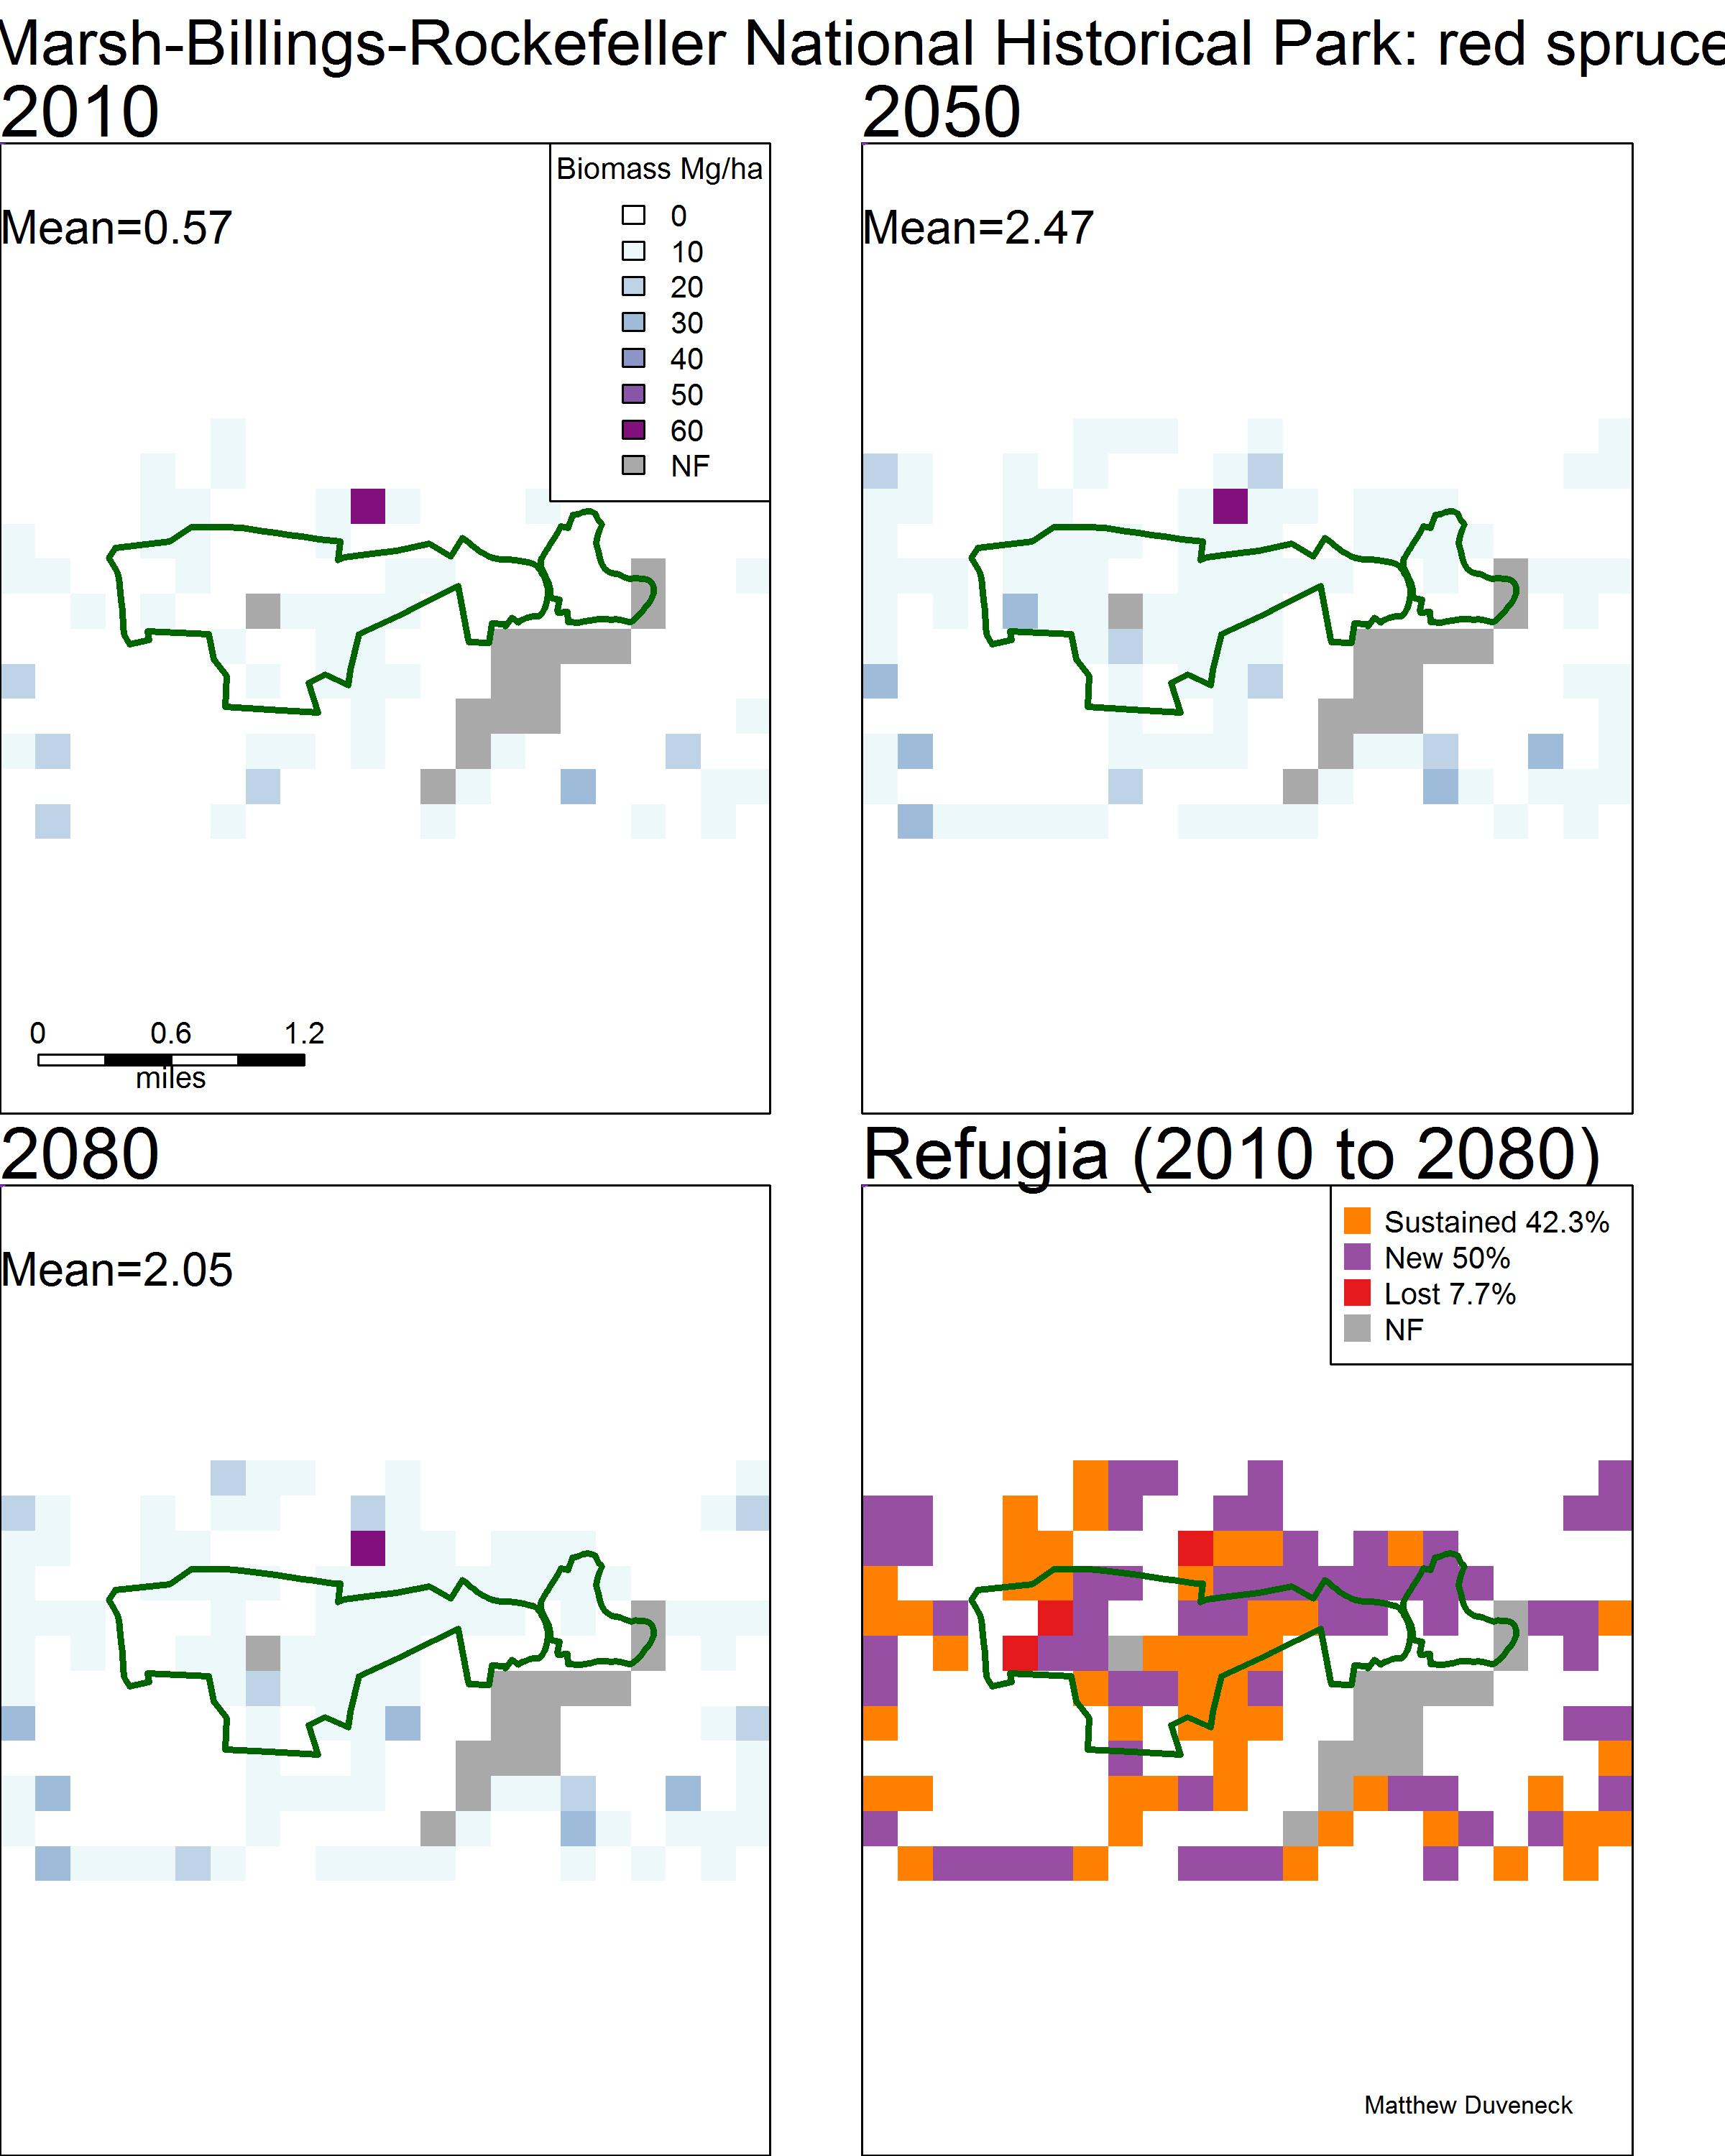 Marsh-Billings-Rockefeller National Historical Park: red spruce
2010
2050
Biomass Mg/ha
0
10
20
30
40
50
60
NF
Mean=0.57
Mean=2.47
0 0.6 1.2
miles
2080
Refugia (2010 to 2080)
Mean=2.05
Sustained 42.3%
New 50%
Lost 7.7%
NF
Matthew Duveneck